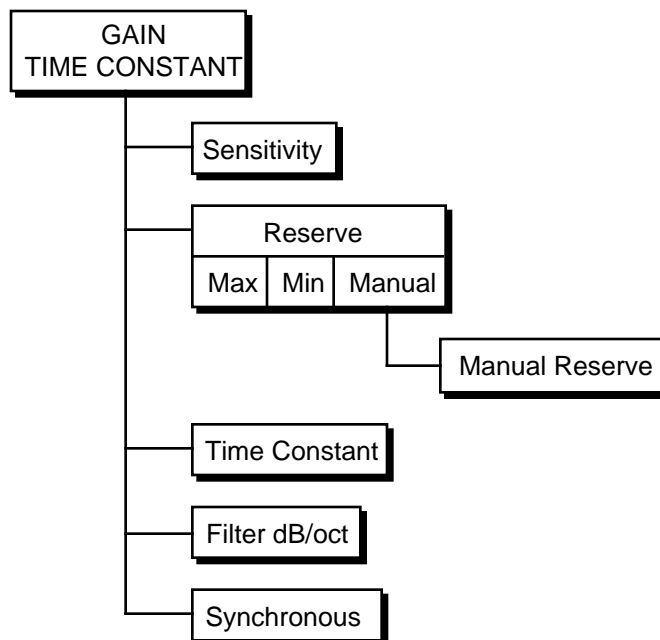 GAIN
TIME CONSTANT
Sensitivity
Reserve
Max Min Manual
Manual Reserve
Time Constant
Filter dB/oct
Synchronous